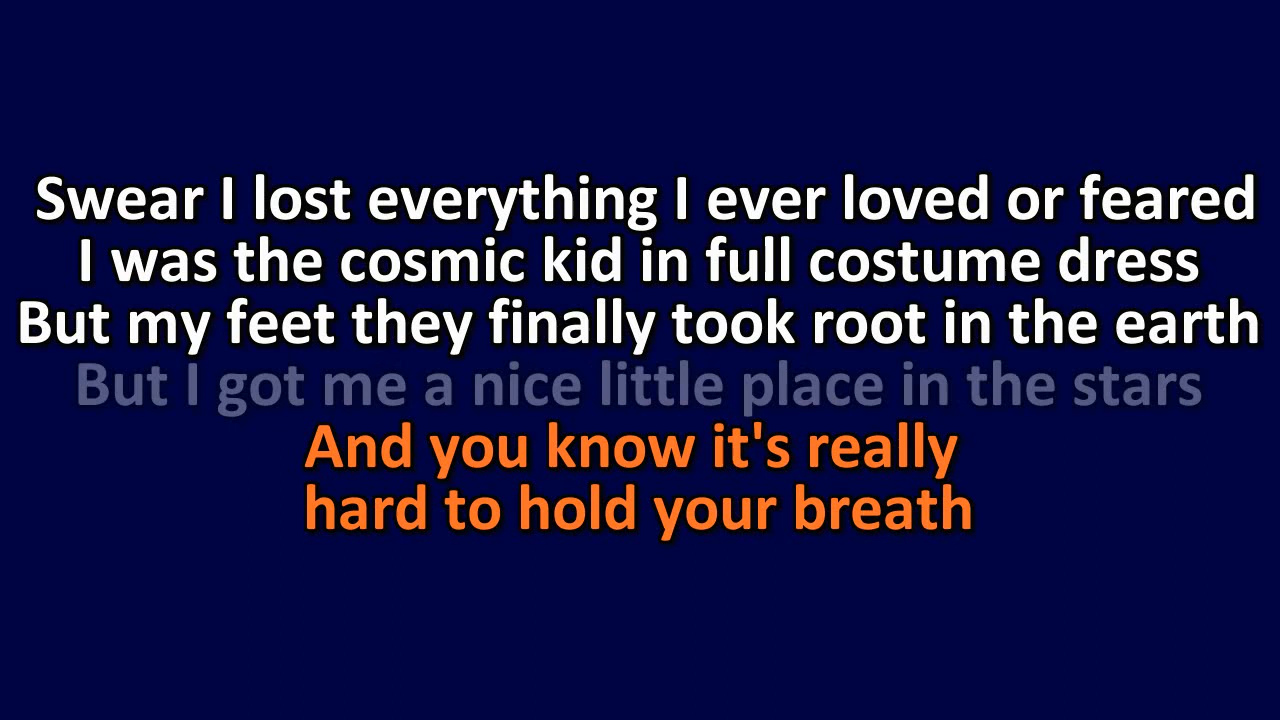 Swear I lost everything I ever loved or feared
I was the cosmic kid in full costume dress
But my feet they finally took root in the earth
But I got me a nice little place in the stars
And you know it's really
hard to hold your breath